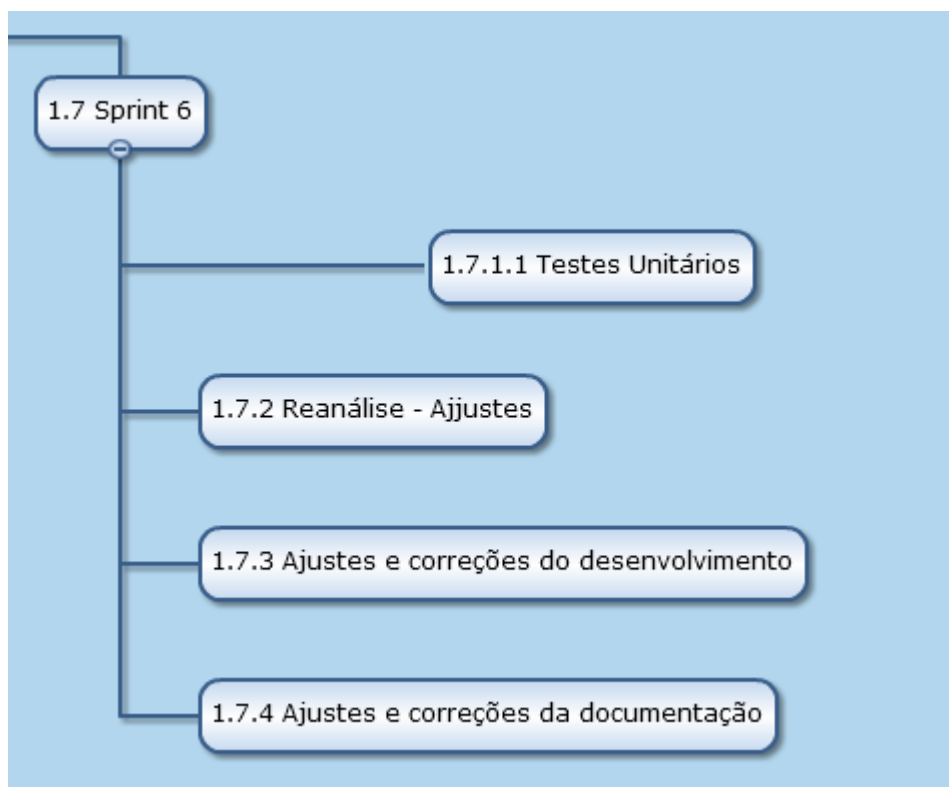 1.7 Sprint 6
1.7.1.1 Testes Unitários
1.7.2 Reanálise - Ajjustes
1.7.3 Ajustes e correções do desenvolvimento
1.7.4 Ajustes e correções da documentação